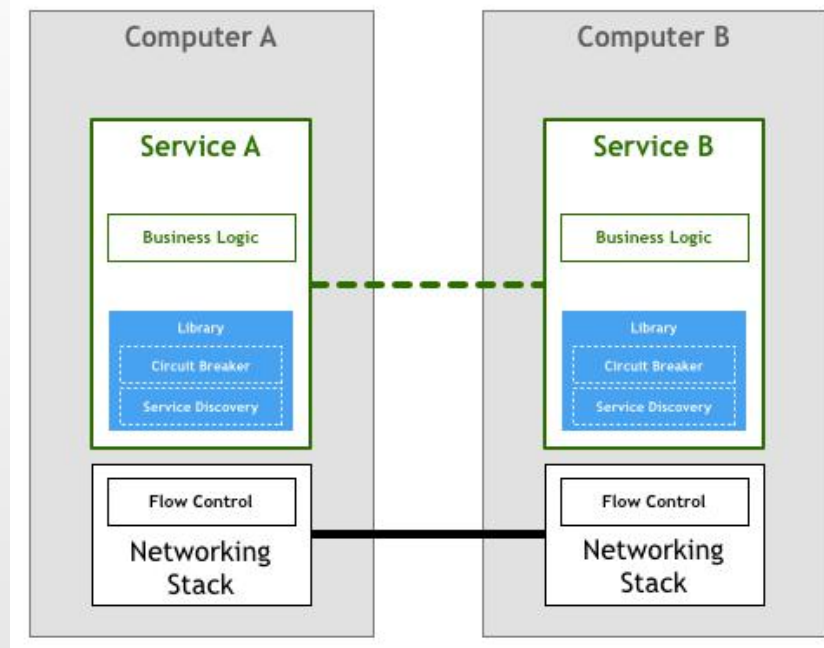 Computer A
Service A
Business Logic
Library
Circuit Breaker
Service Discovery
Flow Control
Networking
Stack
Computer B
Service B
Business Logic
Library
Circuit Breaker
Service Discovery
Flow Control
Networking
Stack